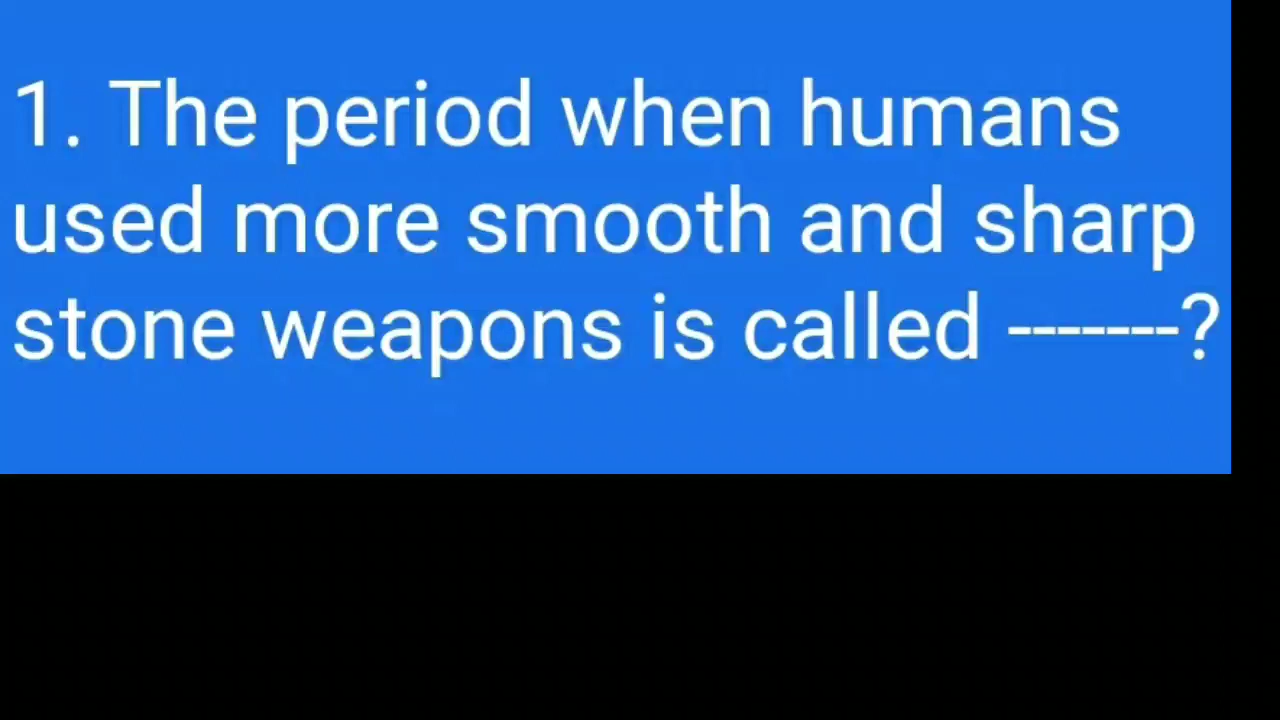 1. The period when humans
used more smooth and sharp
stone weapons is called -------?